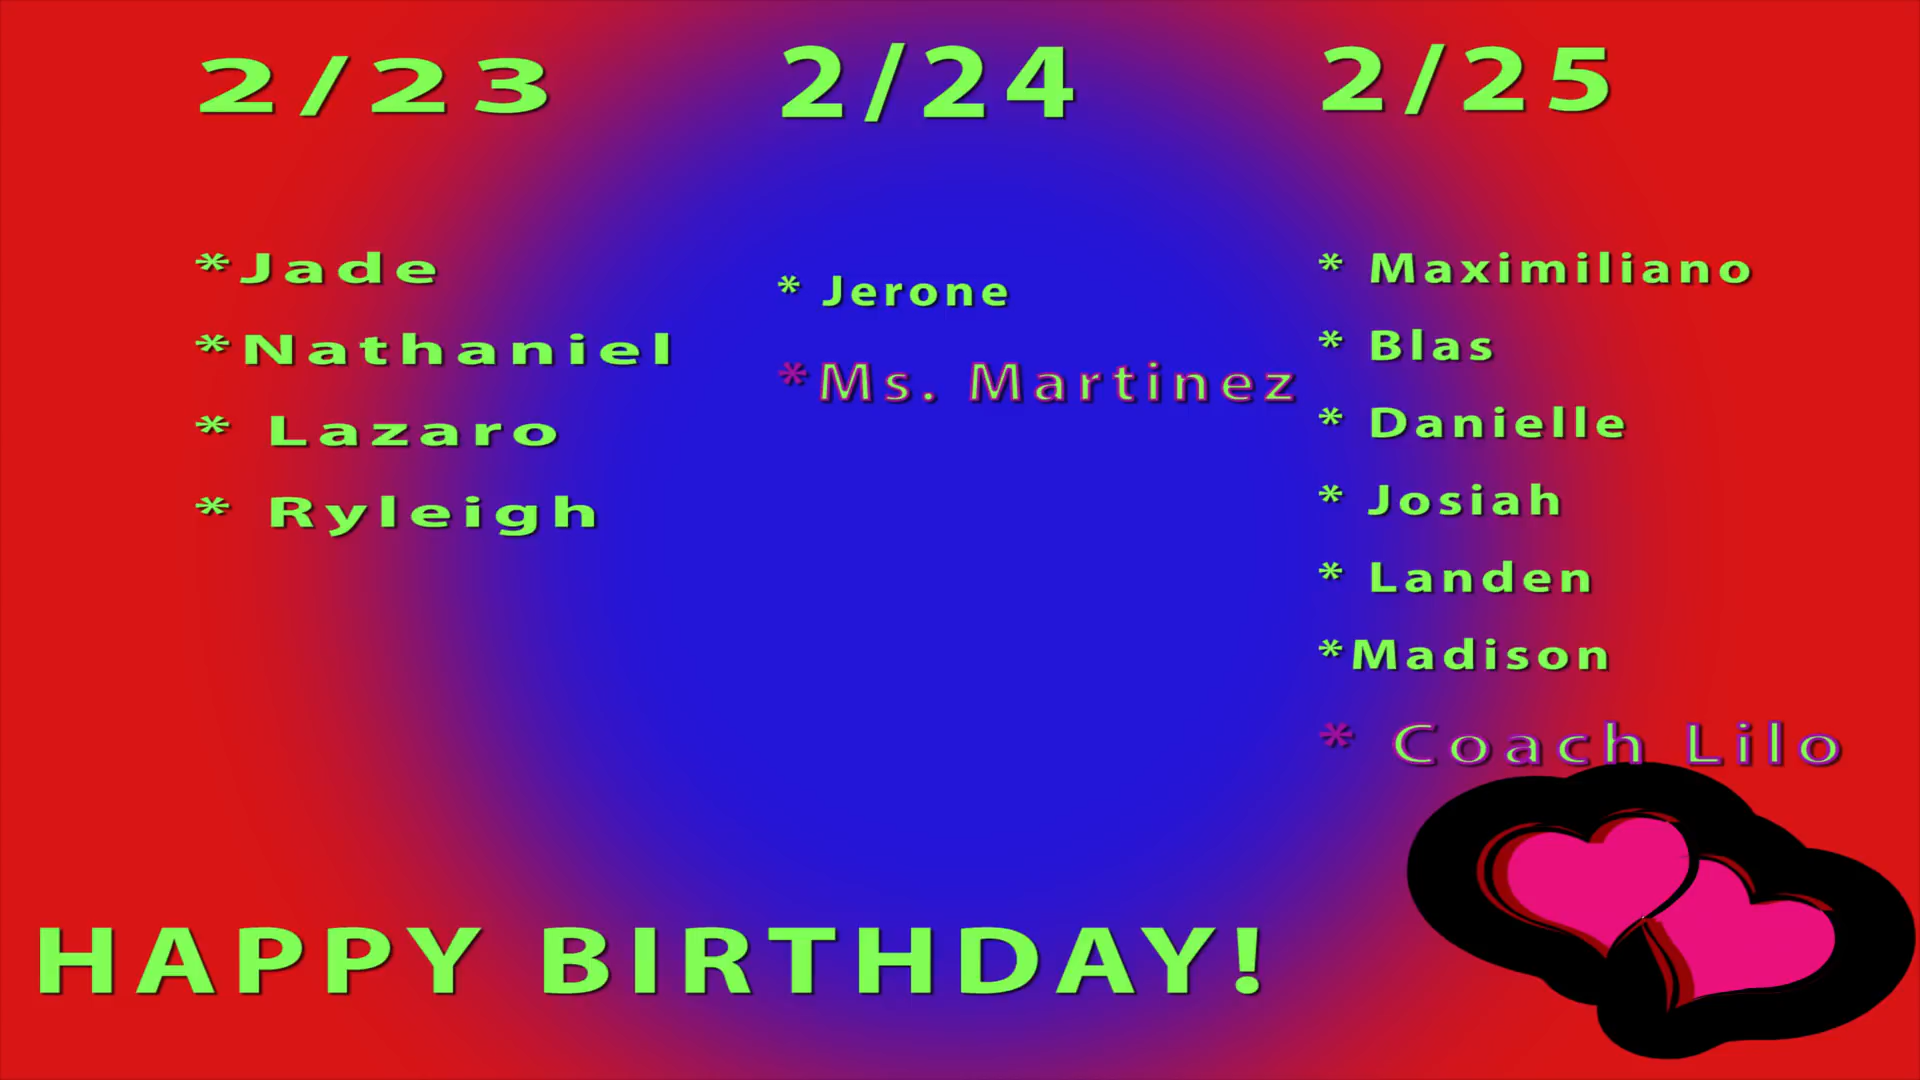 2/23
*Jade
*Nathaniel
* Lazaro
* Ryleigh
2/24
* Jerone
*Ms. Martinez
2/25
* Maximiliano
* Blas
* Danielle
* Josiah
* Landen
*Madison
* Coach Lilo
HAPPY BIRTHDAY!